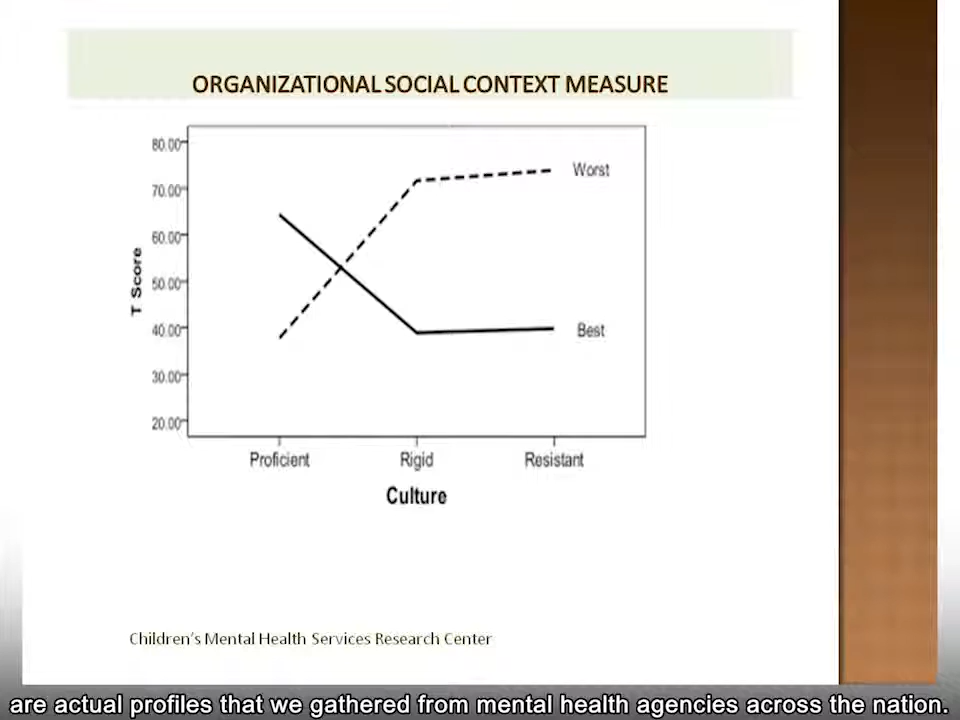 ORGANIZATIONAL SOCIAL CONTEXT MEASURE
80.00
70.00
60.00
50.00
40.00
30.00
20.00
T Score
Worst
Best
Proficient Rigid Resistant
Culture
Children's Mental Health Services Research Center
are actual profiles that we gathered from mental health agencies across the nation.